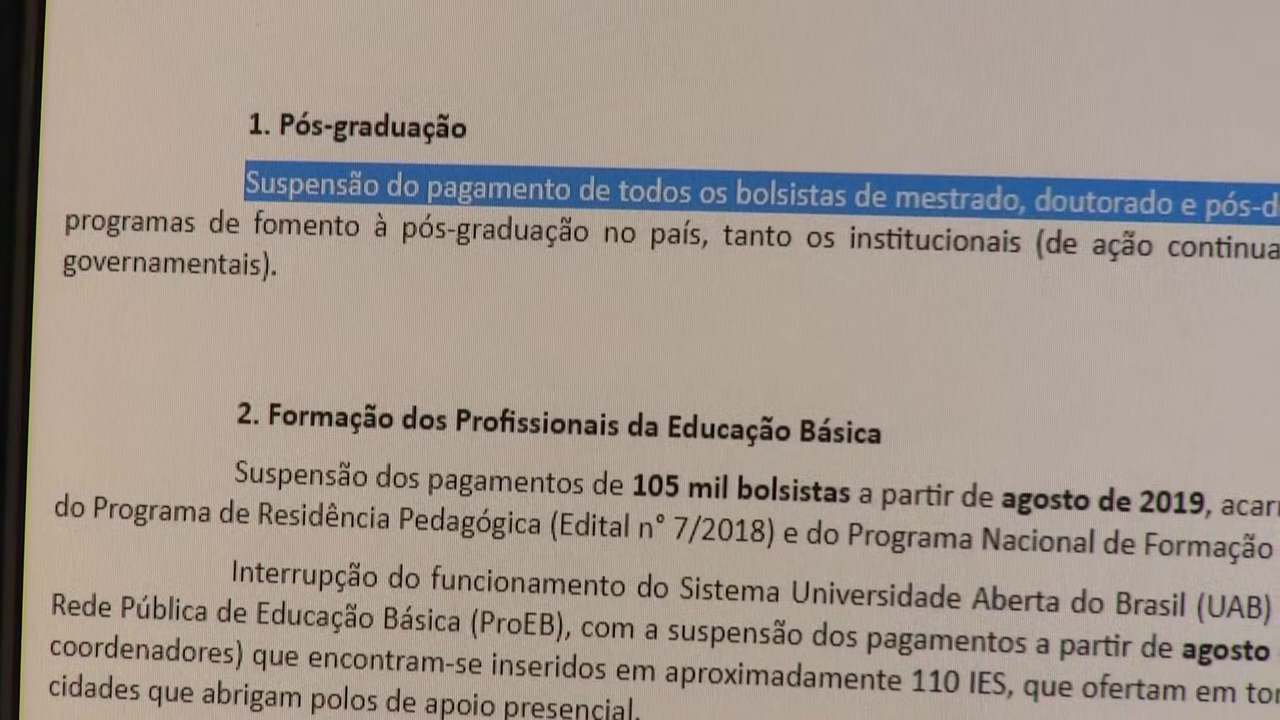 1. Pós-graduação
Suspensão do pagamento de todos os bolsistas de mestrado, doutorado e pós-d
programas de fomento à pós-graduação no país, tanto os institucionais (de ação continua
governamentais).
2. Formação dos Profissionais da Educação Básica
Suspensão dos pagamentos de 105 mil bolsistas a partir de agosto de 2019, acarr
do Programa de Residência Pedagógica (Edital n° 7/2018) e do Programa Nacional de Formação
Interrupção do funcionamento do Sistema Universidade Aberta do Brasil (UAB)
Rede Pública de Educação Básica (ProEB), com a suspensão dos pagamentos a partir de agosto
coordenadores) que encontram-se inseridos em aproximadamente 110 IES, que ofertam em tor
cidades que abrigam polos de apoio presencial.